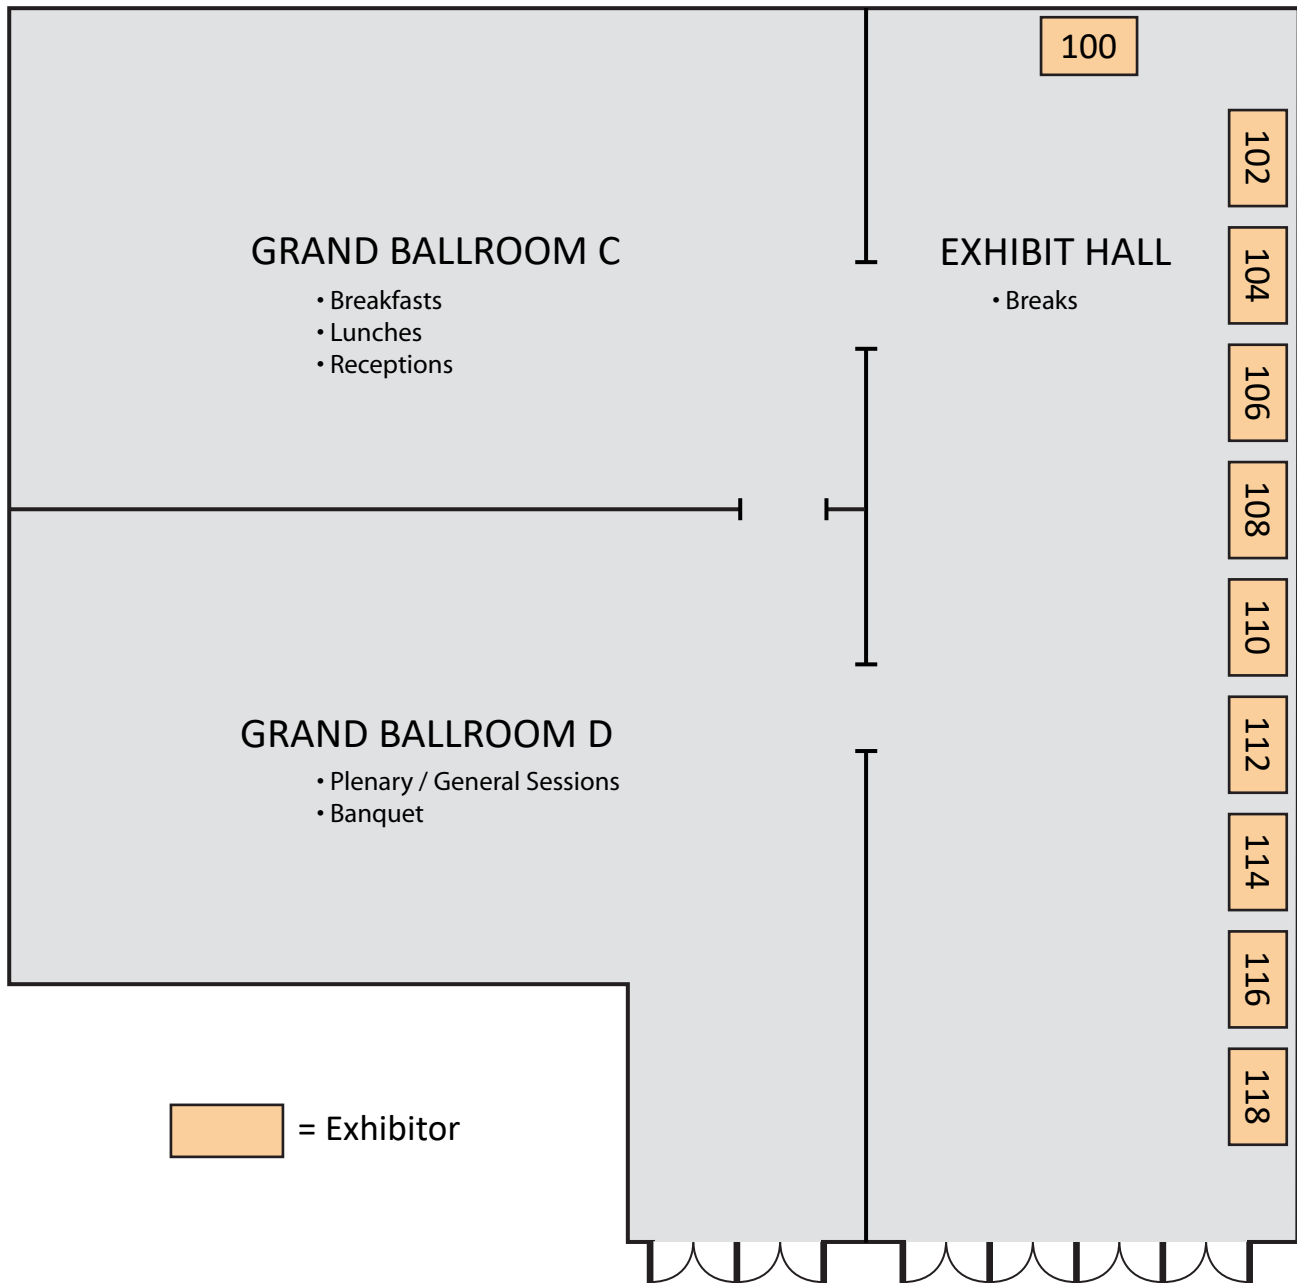 100
102
GRAND BALLROOM C
• Breakfasts
• Lunches
• Receptions
EXHIBIT HALL
• Breaks
104
106
108
110
GRAND BALLROOM D
• Plenary / General Sessions
• Banquet
112
114
116
118
= Exhibitor